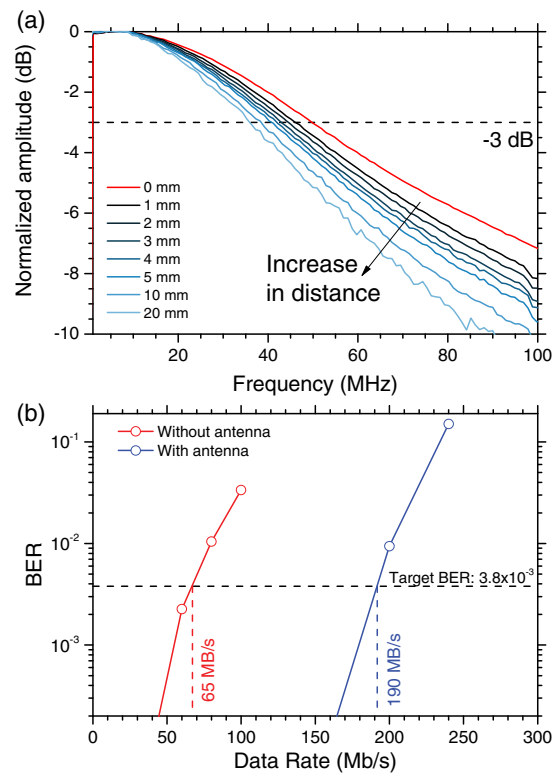 (a)
Normalized amplitude (dB)
0
-2
-4
-6
-8
-10
-3 dB
0 mm
1 mm
2 mm
3 mm
4 mm
5 mm
10 mm
20 mm
Increase
in distance
20
40
60
80
100
Frequency (MHz)
(b)
BER
10⁻¹
10⁻²
10⁻³
Without antenna
With antenna
Target BER: 3.8x10⁻³
65 MB/s
190 MB/s
0
50
100
150
200
250
300
Data Rate (Mb/s)